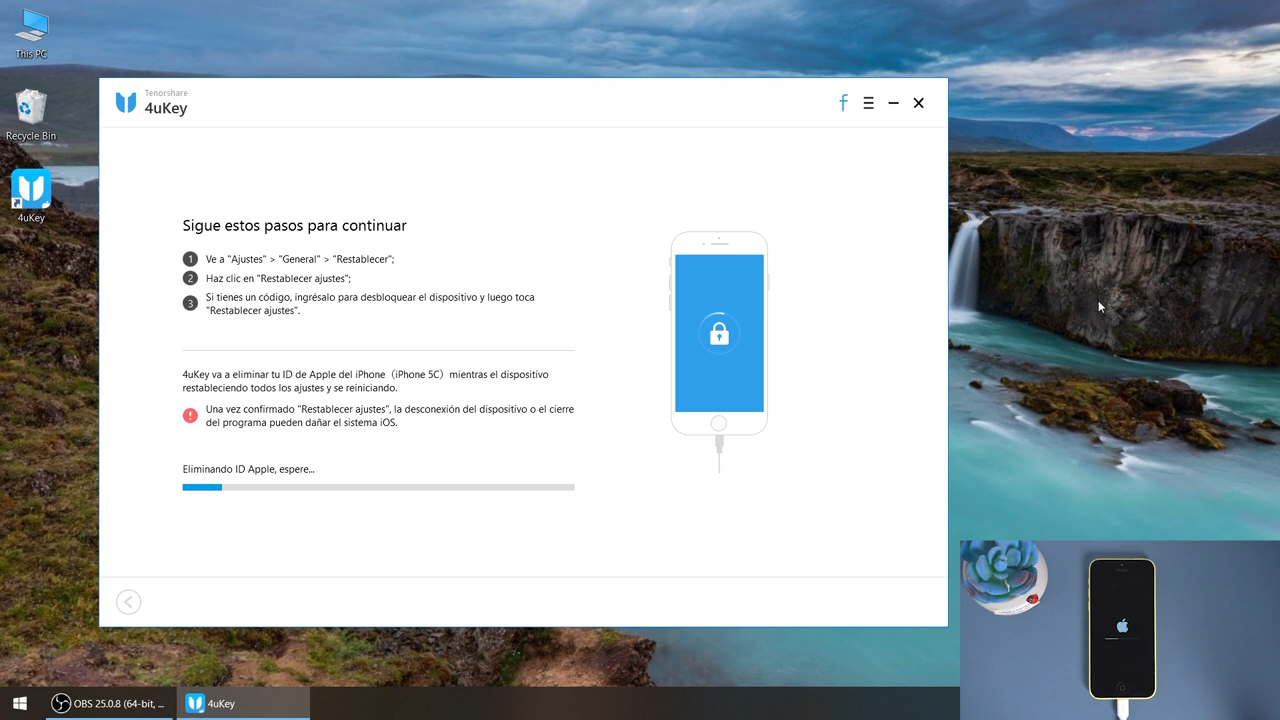 This PC
Recycle Bin
4uKey
Tenorshare
4uKey
Sigue estos pasos para continuar
1 Ve a "Ajustes" > "General" > "Restablecer";
2 Haz clic en "Restablecer ajustes";
3 Si tienes un código, ingrésalo para desbloquear el dispositivo y luego toca
"Restablecer ajustes".
4uKey va a eliminar tu ID de Apple del iPhone（iPhone 5C）mientras el dispositivo
restableciendo todos los ajustes y se reiniciando.
Una vez confirmado "Restablecer ajustes", la desconexión del dispositivo o el cierre
del programa pueden dañar el sistema iOS.
Eliminando ID Apple, espere...
OBS 25.0.8 (64-bit, ...
4uKey